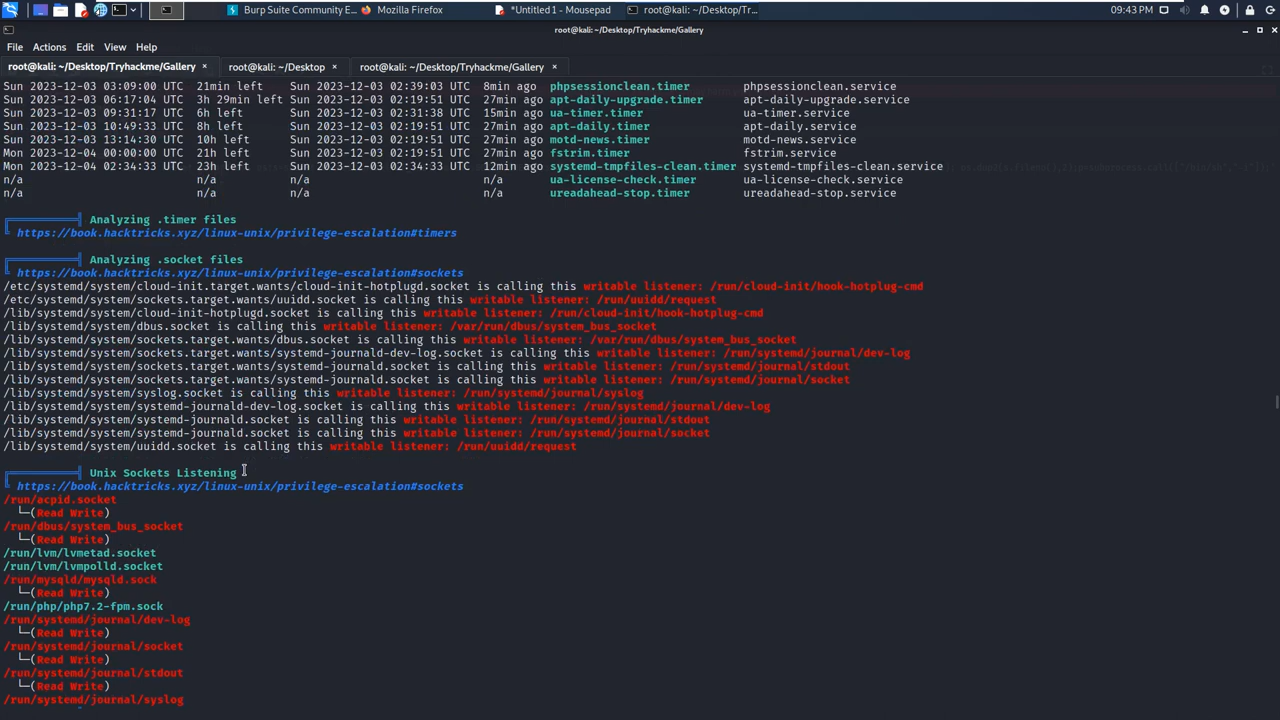 Burp Suite Community E...
Mozilla Firefox
*Untitled 1 - Mousepad
root@kali: ~/Desktop/Tr...
09:43 PM
root@kali: ~/Desktop/Tryhackme/Gallery
File Actions Edit View Help
root@kali: ~/Desktop/Tryhackme/Gallery × root@kali: ~/Desktop × root@kali: ~/Desktop/Tryhackme/Gallery ×
Sun 2023-12-03 03:09:00 UTC 21min left Sun 2023-12-03 02:39:03 UTC 8min ago phpsessionclean.timer phpsessionclean.service
Sun 2023-12-03 06:17:04 UTC 3h 29min left Sun 2023-12-03 02:19:51 UTC 27min ago apt-daily-upgrade.timer apt-daily-upgrade.service
Sun 2023-12-03 09:31:17 UTC 6h left Sun 2023-12-03 02:31:38 UTC 15min ago ua-timer.timer ua-timer.service
Sun 2023-12-03 10:49:33 UTC 8h left Sun 2023-12-03 02:19:51 UTC 27min ago apt-daily.timer apt-daily.service
Sun 2023-12-03 13:14:30 UTC 10h left Sun 2023-12-03 02:19:51 UTC 27min ago motd-news.timer motd-news.service
Mon 2023-12-04 00:00:00 UTC 21h left Sun 2023-12-03 02:19:51 UTC 27min ago fstrim.timer fstrim.service
Mon 2023-12-04 02:34:33 UTC 23h left Sun 2023-12-03 02:34:33 UTC 12min ago systemd-tmpfiles-clean.timer systemd-tmpfiles-clean.service
n/a n/a n/a n/a ua-license-check.timer ua-license-check.service
n/a n/a n/a n/a ureadahead-stop.timer ureadahead-stop.service
╔══════════╣ Analyzing .timer files
╚ https://book.hacktricks.xyz/linux-unix/privilege-escalation#timers
╔══════════╣ Analyzing .socket files
╚ https://book.hacktricks.xyz/linux-unix/privilege-escalation#sockets
/etc/systemd/system/cloud-init.target.wants/cloud-init-hotplugd.socket is calling this writable listener: /run/cloud-init/hook-hotplug-cmd
/etc/systemd/system/sockets.target.wants/uuidd.socket is calling this writable listener: /run/uuidd/request
/lib/systemd/system/cloud-init-hotplugd.socket is calling this writable listener: /run/cloud-init/hook-hotplug-cmd
/lib/systemd/system/dbus.socket is calling this writable listener: /var/run/dbus/system_bus_socket
/lib/systemd/system/sockets.target.wants/dbus.socket is calling this writable listener: /var/run/dbus/system_bus_socket
/lib/systemd/system/sockets.target.wants/systemd-journald-dev-log.socket is calling this writable listener: /run/systemd/journal/dev-log
/lib/systemd/system/sockets.target.wants/systemd-journald.socket is calling this writable listener: /run/systemd/journal/stdout
/lib/systemd/system/sockets.target.wants/systemd-journald.socket is calling this writable listener: /run/systemd/journal/socket
/lib/systemd/system/syslog.socket is calling this writable listener: /run/systemd/journal/syslog
/lib/systemd/system/systemd-journald-dev-log.socket is calling this writable listener: /run/systemd/journal/dev-log
/lib/systemd/system/systemd-journald.socket is calling this writable listener: /run/systemd/journal/stdout
/lib/systemd/system/systemd-journald.socket is calling this writable listener: /run/systemd/journal/socket
/lib/systemd/system/uuidd.socket is calling this writable listener: /run/uuidd/request
╔══════════╣ Unix Sockets Listening
╚ https://book.hacktricks.xyz/linux-unix/privilege-escalation#sockets
/run/acpid.socket
└─(Read Write)
/run/dbus/system_bus_socket
└─(Read Write)
/run/lvm/lvmetad.socket
/run/lvm/lvmpolld.socket
/run/mysqld/mysqld.sock
└─(Read Write)
/run/php/php7.2-fpm.sock
/run/systemd/journal/dev-log
└─(Read Write)
/run/systemd/journal/socket
└─(Read Write)
/run/systemd/journal/stdout
└─(Read Write)
/run/systemd/journal/syslog